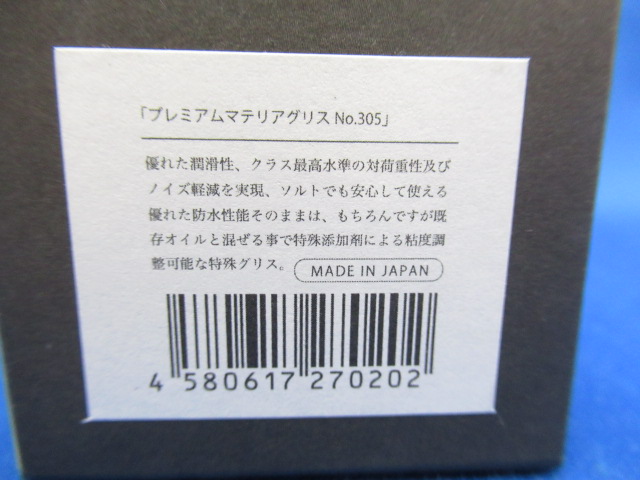 「プレミアムマテリアグリス No.305」
優れた潤滑性、クラス最高水準の対荷重性及び
ノイズ軽減を実現、ソルトでも安心して使える
優れた防水性能そのままは、もちろんですが既
存オイルと混ぜる事で特殊添加剤による粘度調
整可能な特殊グリス。
MADE IN JAPAN
4 580617 270202